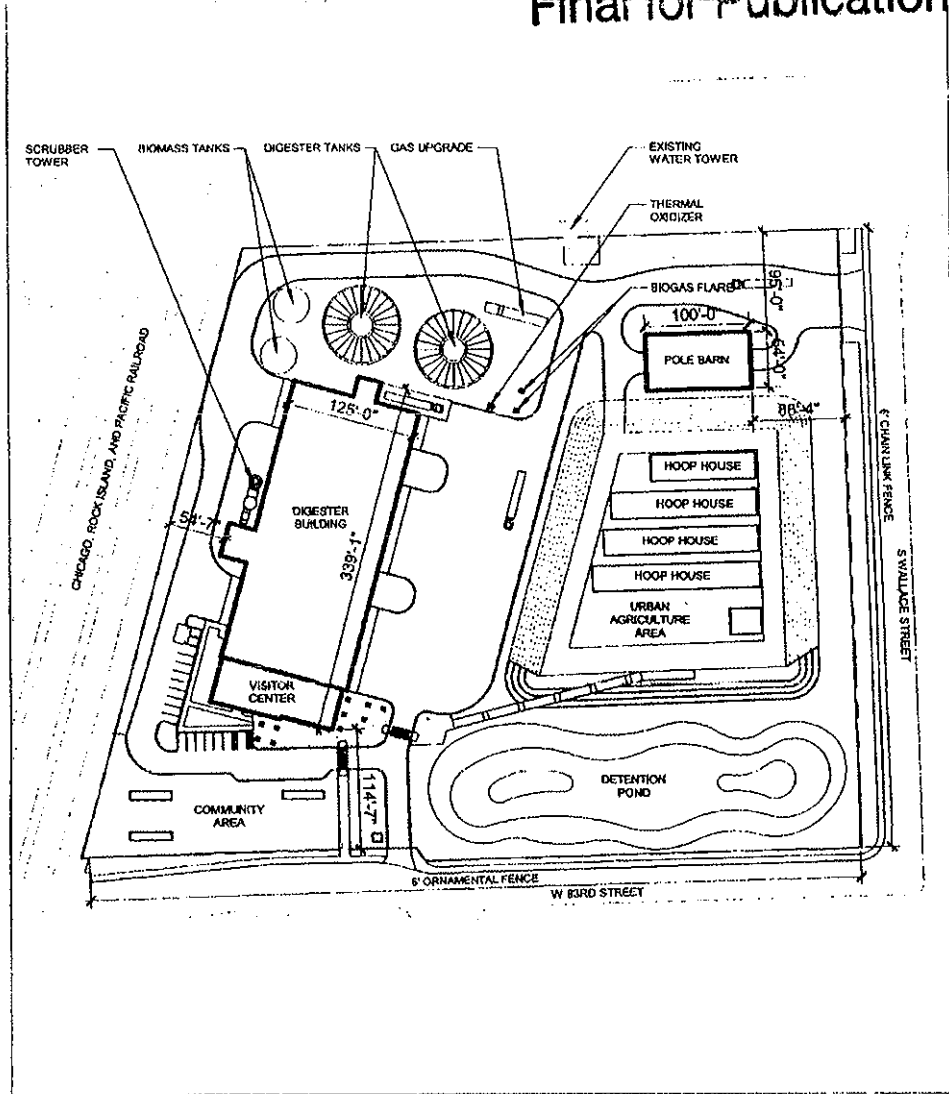 Final for Publication
SCRUBBER
TOWER
BIOMASS TANKS
DIGESTER TANKS
GAS UPGRADE
EXISTING
WATER TOWER
THERMAL
OXIDIZER
BIOGAS FLARE
95'-0"
100'-0
64'-0"
POLE BARN
88'-4"
CHICAGO, ROCK ISLAND, AND PACIFIC RAILROAD
125'-0"
6' CHAIN LINK FENCE
HOOP HOUSE
HOOP HOUSE
HOOP HOUSE
HOOP HOUSE
DIGESTER
BUILDING
54'-7"
339'-1"
S WALLACE STREET
URBAN
AGRICULTURE
AREA
VISITOR
CENTER
DETENTION
POND
COMMUNITY
AREA
114'-7"
6' ORNAMENTAL FENCE
W 83RD STREET